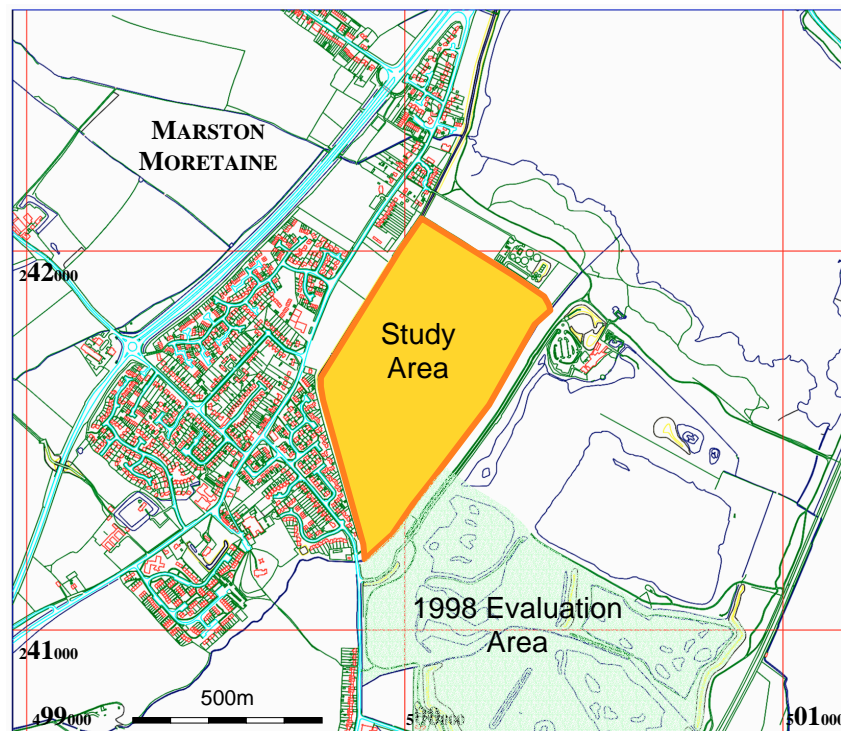 MARSTON
MORETAINE
242000
Study
Area
1998 Evaluation
Area
241000
500m
499000
501000